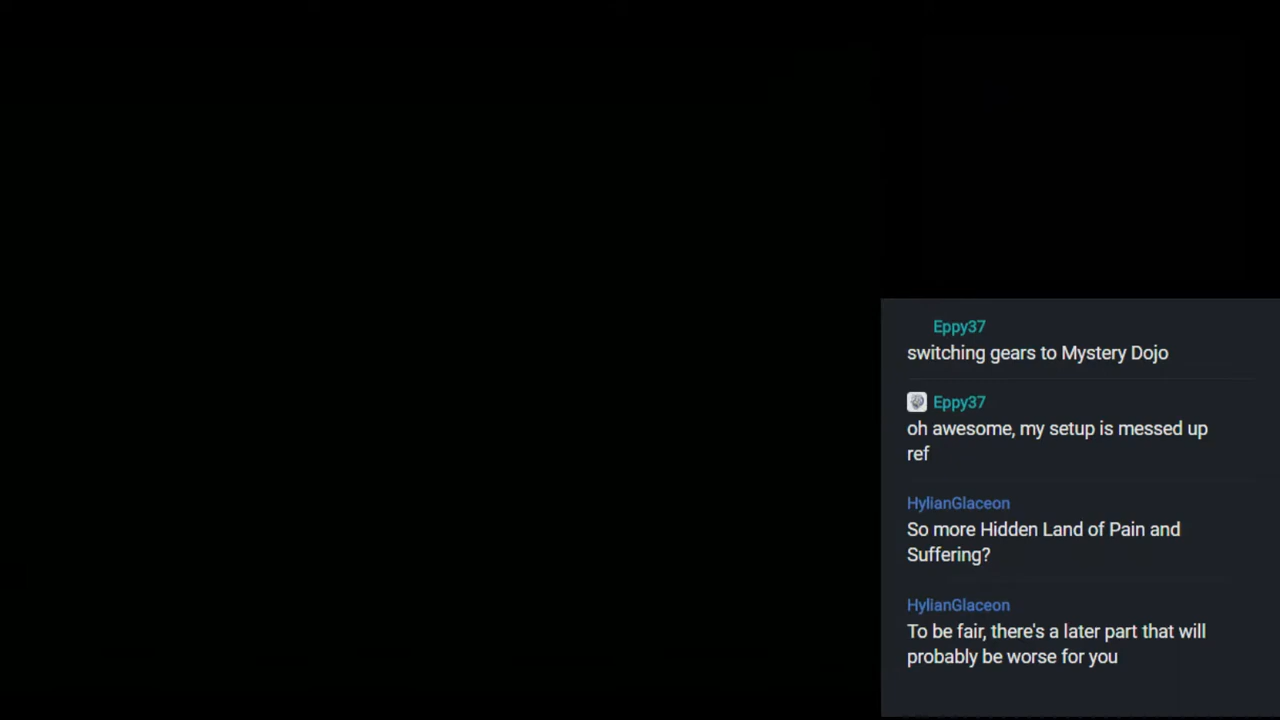 Eppy37
switching gears to Mystery Dojo
Eppy37
oh awesome, my setup is messed up
ref
HylianGlaceon
So more Hidden Land of Pain and
Suffering?
HylianGlaceon
To be fair, there's a later part that will
probably be worse for you